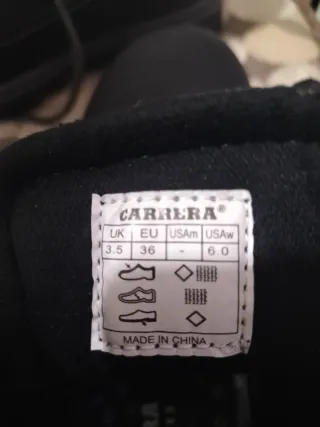 CARRERA®
UK EU USAm USAw
3.5 36 - 6.0
MADE IN CHINA